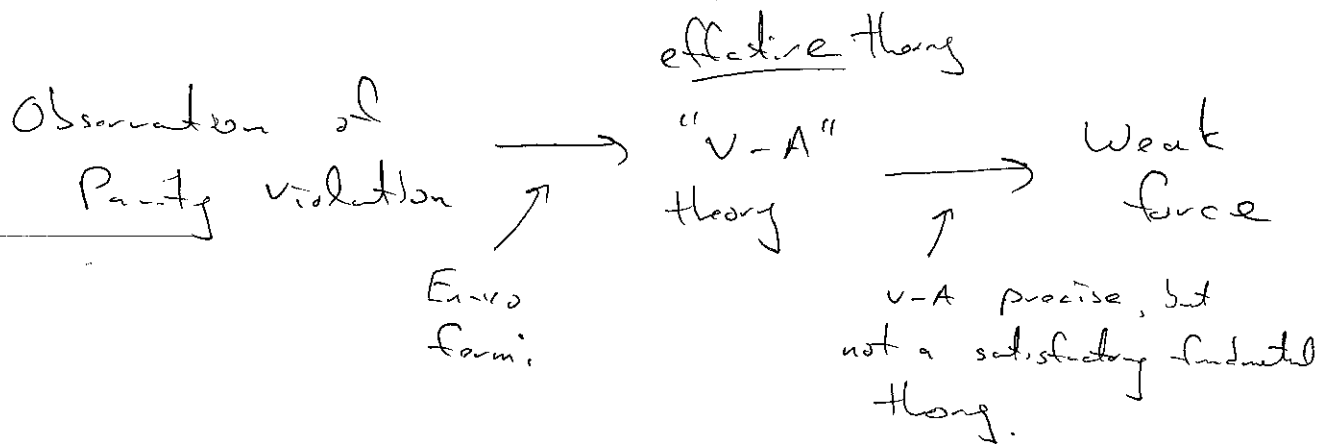 effective theory
Observation of
Parity violation
"V-A"
theory
Weak
force
Enrico
fermi
V-A precise, but
not a satisfactory fundamental
theory.